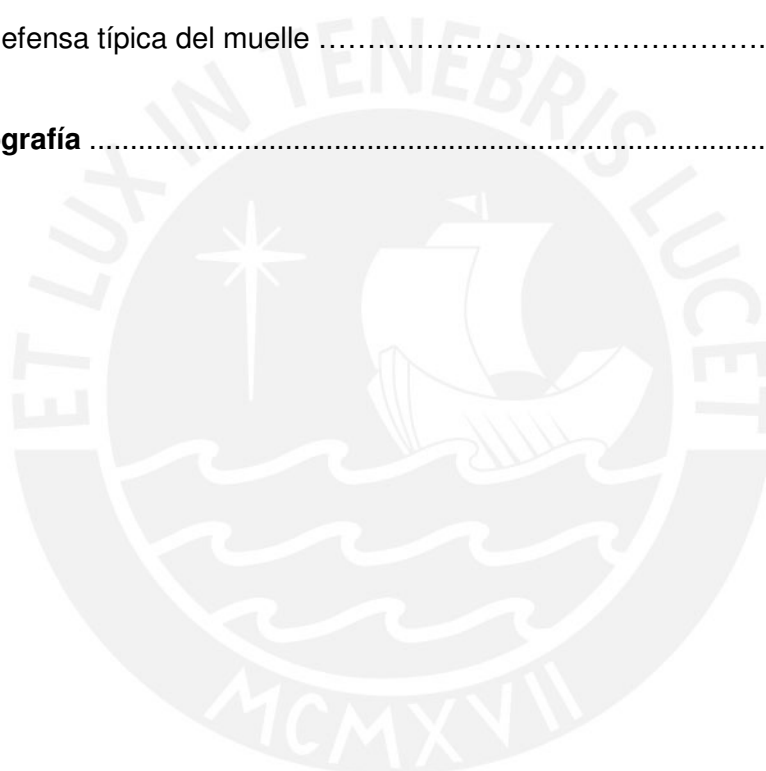 efensa típica del muelle ……………………………………..
grafía ....................................................................................
ET LUX IN TENEBRIS LUCET
MCMXVII